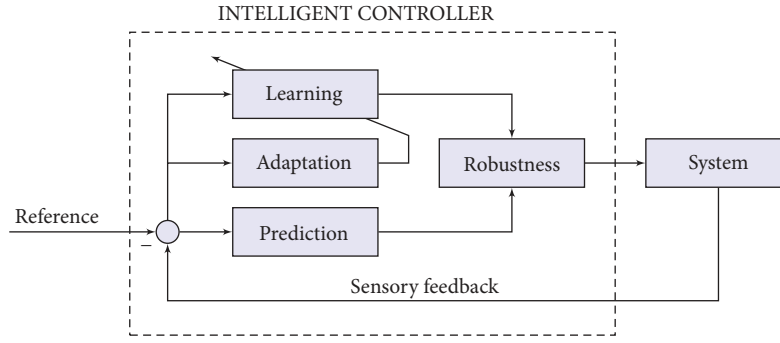 INTELLIGENT CONTROLLER
Learning
Adaptation
Robustness
System
Reference
Prediction
−
Sensory feedback